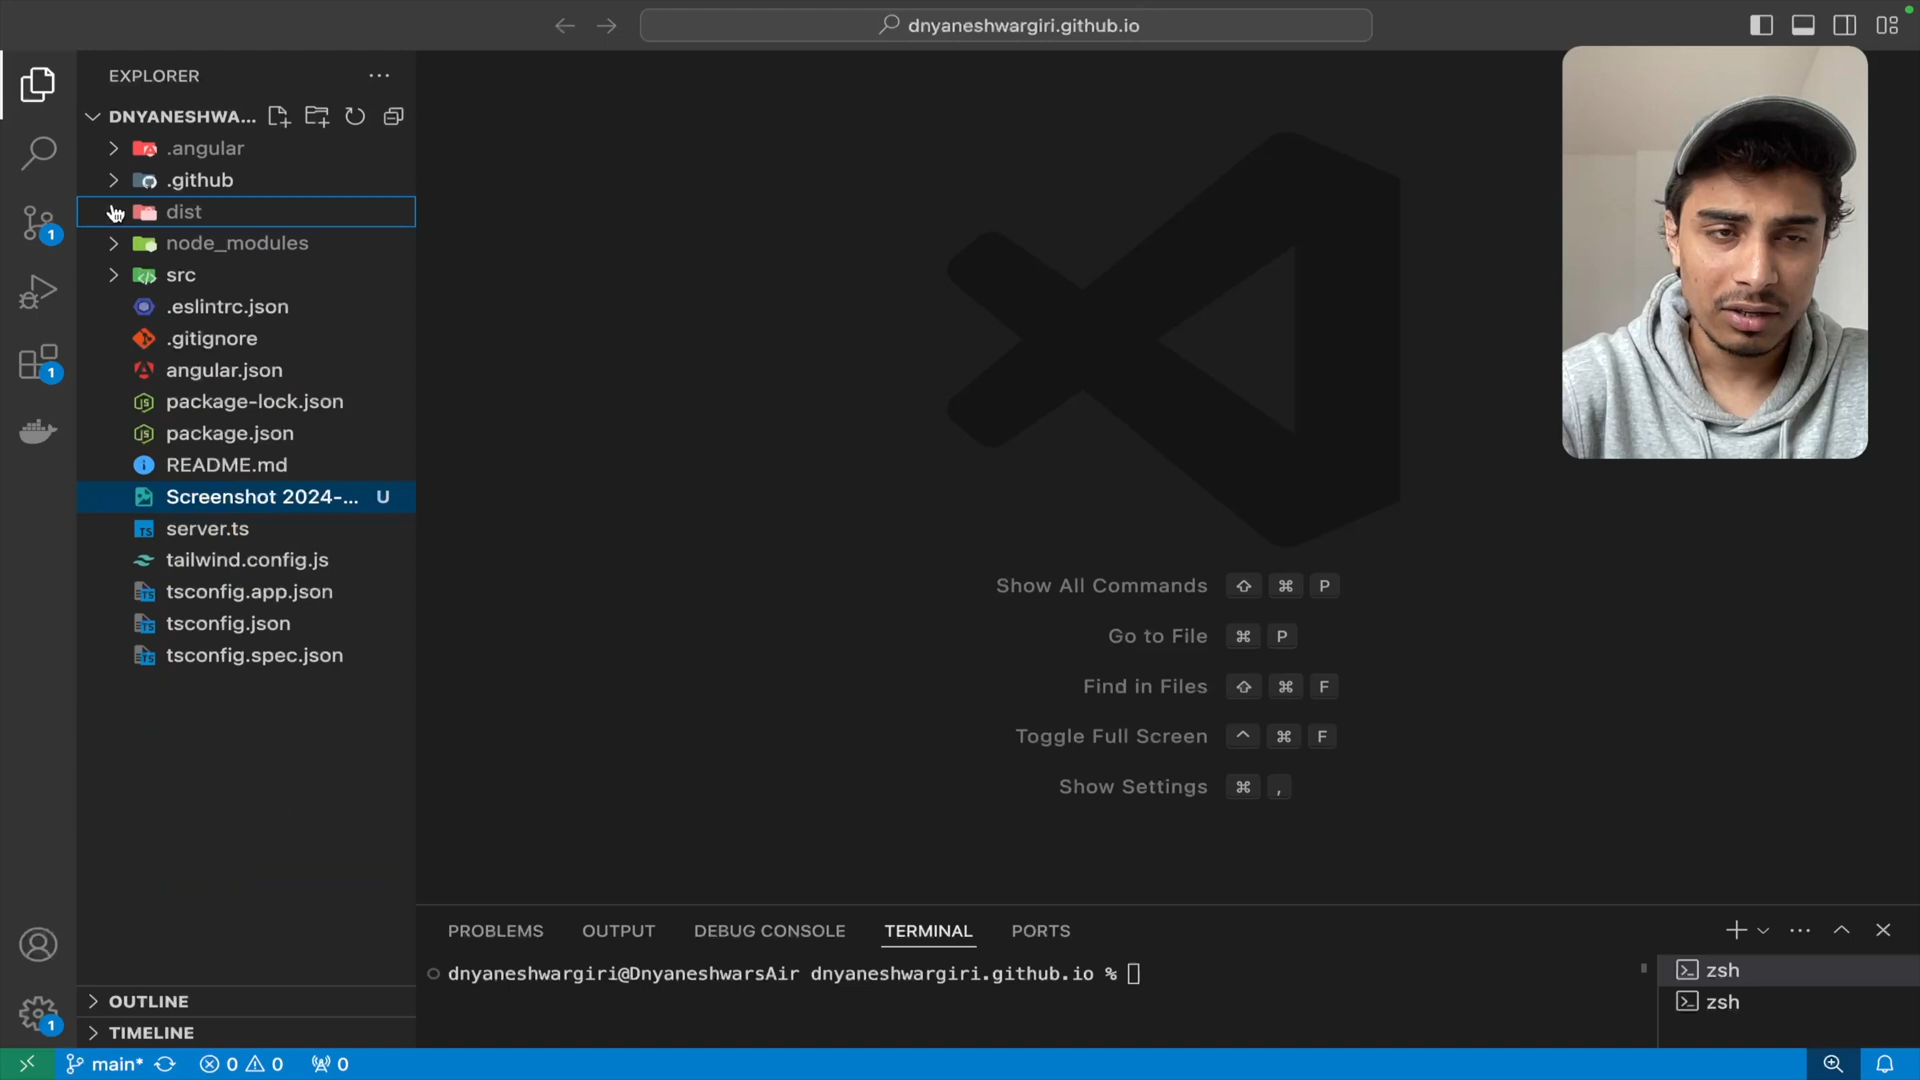 dnyaneshwargiri.github.io
EXPLORER
DNYANESHWA...
.angular
.github
dist
node_modules
src
.eslintrc.json
.gitignore
angular.json
package-lock.json
package.json
README.md
Screenshot 2024-... U
server.ts
tailwind.config.js
tsconfig.app.json
tsconfig.json
tsconfig.spec.json
OUTLINE
TIMELINE
1
1
1
Show All Commands ⇧ ⌘ P
Go to File ⌘ P
Find in Files ⇧ ⌘ F
Toggle Full Screen ^ ⌘ F
Show Settings ⌘ ,
PROBLEMS OUTPUT DEBUG CONSOLE TERMINAL PORTS
dnyaneshwargiri@DnyaneshwarsAir dnyaneshwargiri.github.io %
zsh
zsh
main* 0 0 0